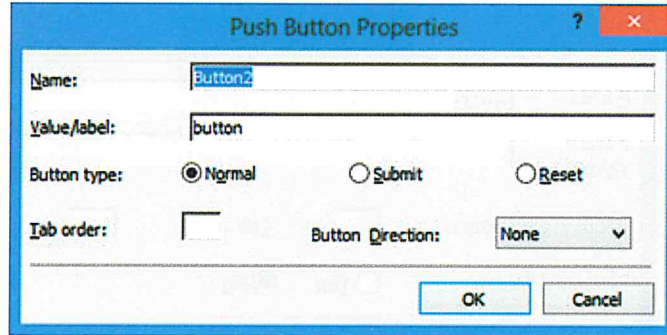 Push Button Properties ?
Name: Button2
Value/label: button
Button type: Normal Submit Reset
Tab order: Button Direction: None
OK Cancel